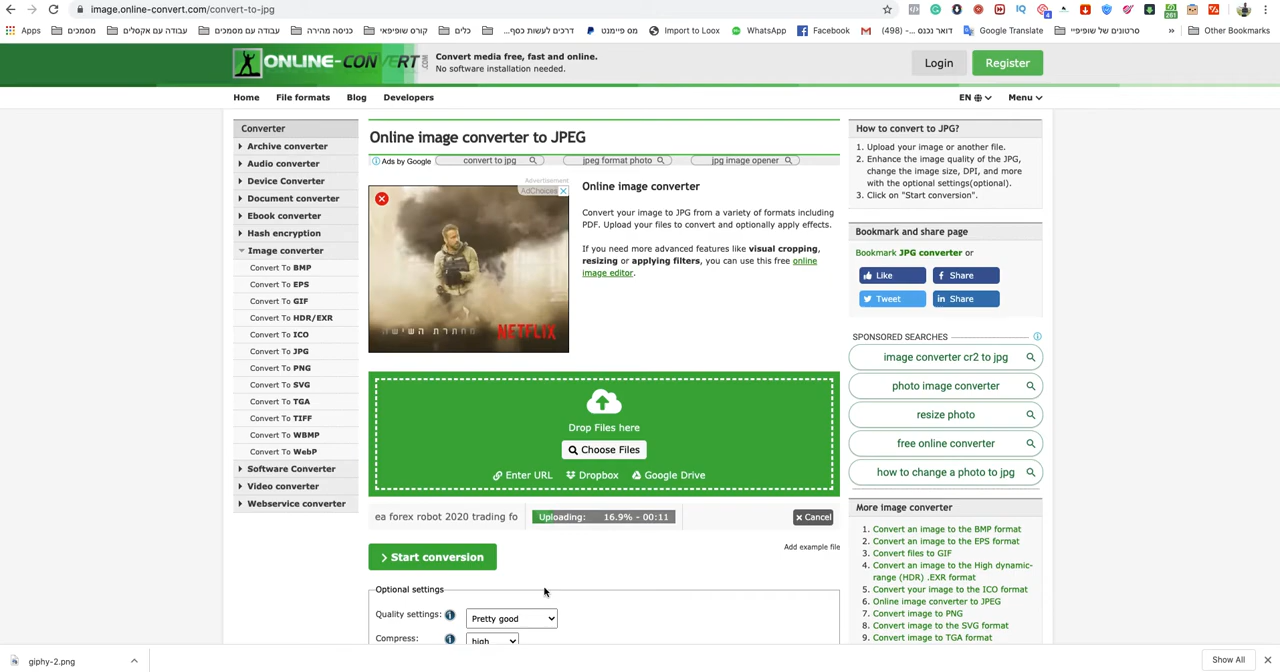 image.online-convert.com/convert-to-jpg
Apps
מסמכים
עבודה עם מסמכים
עבודה עם אקסלים
כניסה מהירה
קורס שופיפאי
כלים
דרכים לעשות כסף...
מס פיימנט
Import to Loox
WhatsApp
Facebook
דואר נכנס - (498)...
Google Translate
סרטונים של שופיפיי
»
Other Bookmarks
ONLINE-CONVERT
.COM
Convert media free, fast and online.
No software installation needed.
Login
Register
Home
File formats
Blog
Developers
EN
Menu
Converter
Archive converter
Audio converter
Device Converter
Document converter
Ebook converter
Hash encryption
Image converter
Convert To BMP
Convert To EPS
Convert To GIF
Convert To HDR/EXR
Convert To ICO
Convert To JPG
Convert To PNG
Convert To SVG
Convert To TGA
Convert To TIFF
Convert To WBMP
Convert To WebP
Software Converter
Video converter
Webservice converter
Online image converter to JPEG
Ads by Google
convert to jpg
jpeg format photo
jpg image opener
Advertisement
AdChoices
מחתרת השישה
NETFLIX
Online image converter
Convert your image to JPG from a variety of formats including
PDF. Upload your files to convert and optionally apply effects.
If you need more advanced features like visual cropping,
resizing or applying filters, you can use this free online
image editor.
Drop Files here
Choose Files
Enter URL
Dropbox
Google Drive
ea forex robot 2020 trading fo
Uploading: 16.9% - 00:11
Cancel
Add example file
Start conversion
Optional settings
Quality settings:
Pretty good
Compress:
high
How to convert to JPG?
1. Upload your image or another file.
2. Enhance the image quality of the JPG,
change the image size, DPI, and more
with the optional settings(optional).
3. Click on "Start conversion".
Bookmark and share page
Bookmark JPG converter or
Like
Share
Tweet
Share
SPONSORED SEARCHES
image converter cr2 to jpg
photo image converter
resize photo
free online converter
how to change a photo to jpg
More image converter
1. Convert an image to the BMP format
2. Convert an image to the EPS format
3. Convert files to GIF
4. Convert an image to the High dynamic-
range (HDR) .EXR format
5. Convert your image to the ICO format
6. Online image converter to JPEG
7. Convert image to PNG
8. Convert image to the SVG format
9. Convert image to TGA format
giphy-2.png
Show All